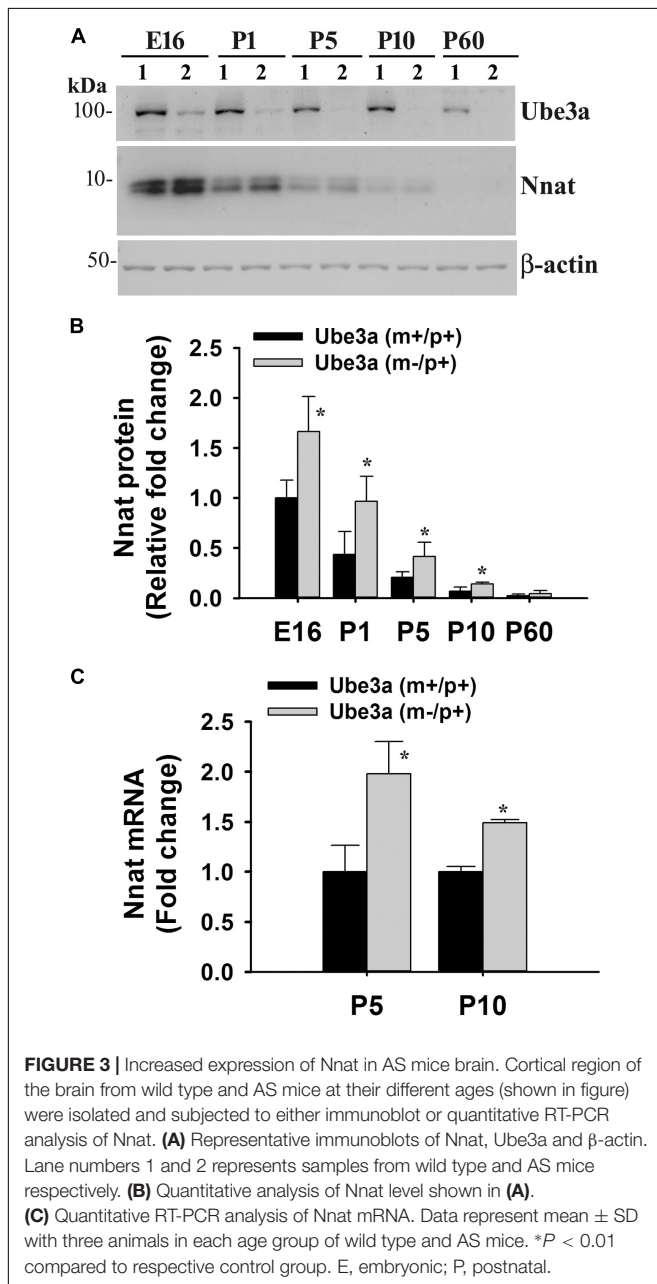 A
E16 P1 P5 P10 P60
1 2 1 2 1 2 1 2 1 2
kDa
100-
Ube3a
10-
Nnat
50-
β-actin
B
Ube3a (m+/p+)
Ube3a (m-/p+)
Nnat protein
(Relative fold change)
2.5
2.0
1.5
1.0
0.5
0.0
* * * *
E16 P1 P5 P10 P60
C
Ube3a (m+/p+)
Ube3a (m-/p+)
Nnat mRNA
(Fold change)
2.5
2.0
1.5
1.0
0.5
0.0
* *
P5 P10
FIGURE 3 | Increased expression of Nnat in AS mice brain. Cortical region of
the brain from wild type and AS mice at their different ages (shown in figure)
were isolated and subjected to either immunoblot or quantitative RT-PCR
analysis of Nnat. (A) Representative immunoblots of Nnat, Ube3a and β-actin.
Lane numbers 1 and 2 represents samples from wild type and AS mice
respectively. (B) Quantitative analysis of Nnat level shown in (A).
(C) Quantitative RT-PCR analysis of Nnat mRNA. Data represent mean ± SD
with three animals in each age group of wild type and AS mice. *P < 0.01
compared to respective control group. E, embryonic; P, postnatal.